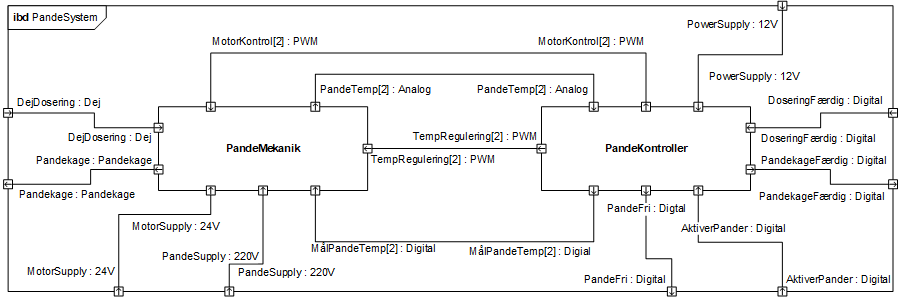 ibd PandeSystem
PowerSupply : 12V
MotorKontrol[2] : PWM
MotorKontrol[2] : PWM
PowerSupply : 12V
PandeTemp[2] : Analog
PandeTemp[2] : Analog
DejDosering : Dej
DoseringFærdig : Digital
DejDosering : Dej
TempRegulering[2] : PWM
DoseringFærdig : Digital
PandeMekanik
PandeKontroller
Pandekage : Pandekage
TempRegulering[2] : PWM
PandekageFærdig : Digital
Pandekage : Pandekage
PandekageFærdig : Digital
PandeFri : Digtal
MotorSupply : 24V
AktiverPander : Digital
MålPandeTemp[2] : Digital
MålPandeTemp[2] : Digial
PandeSupply : 220V
MotorSupply : 24V
PandeSupply : 220V
PandeFri : Digital
AktiverPander : Digital